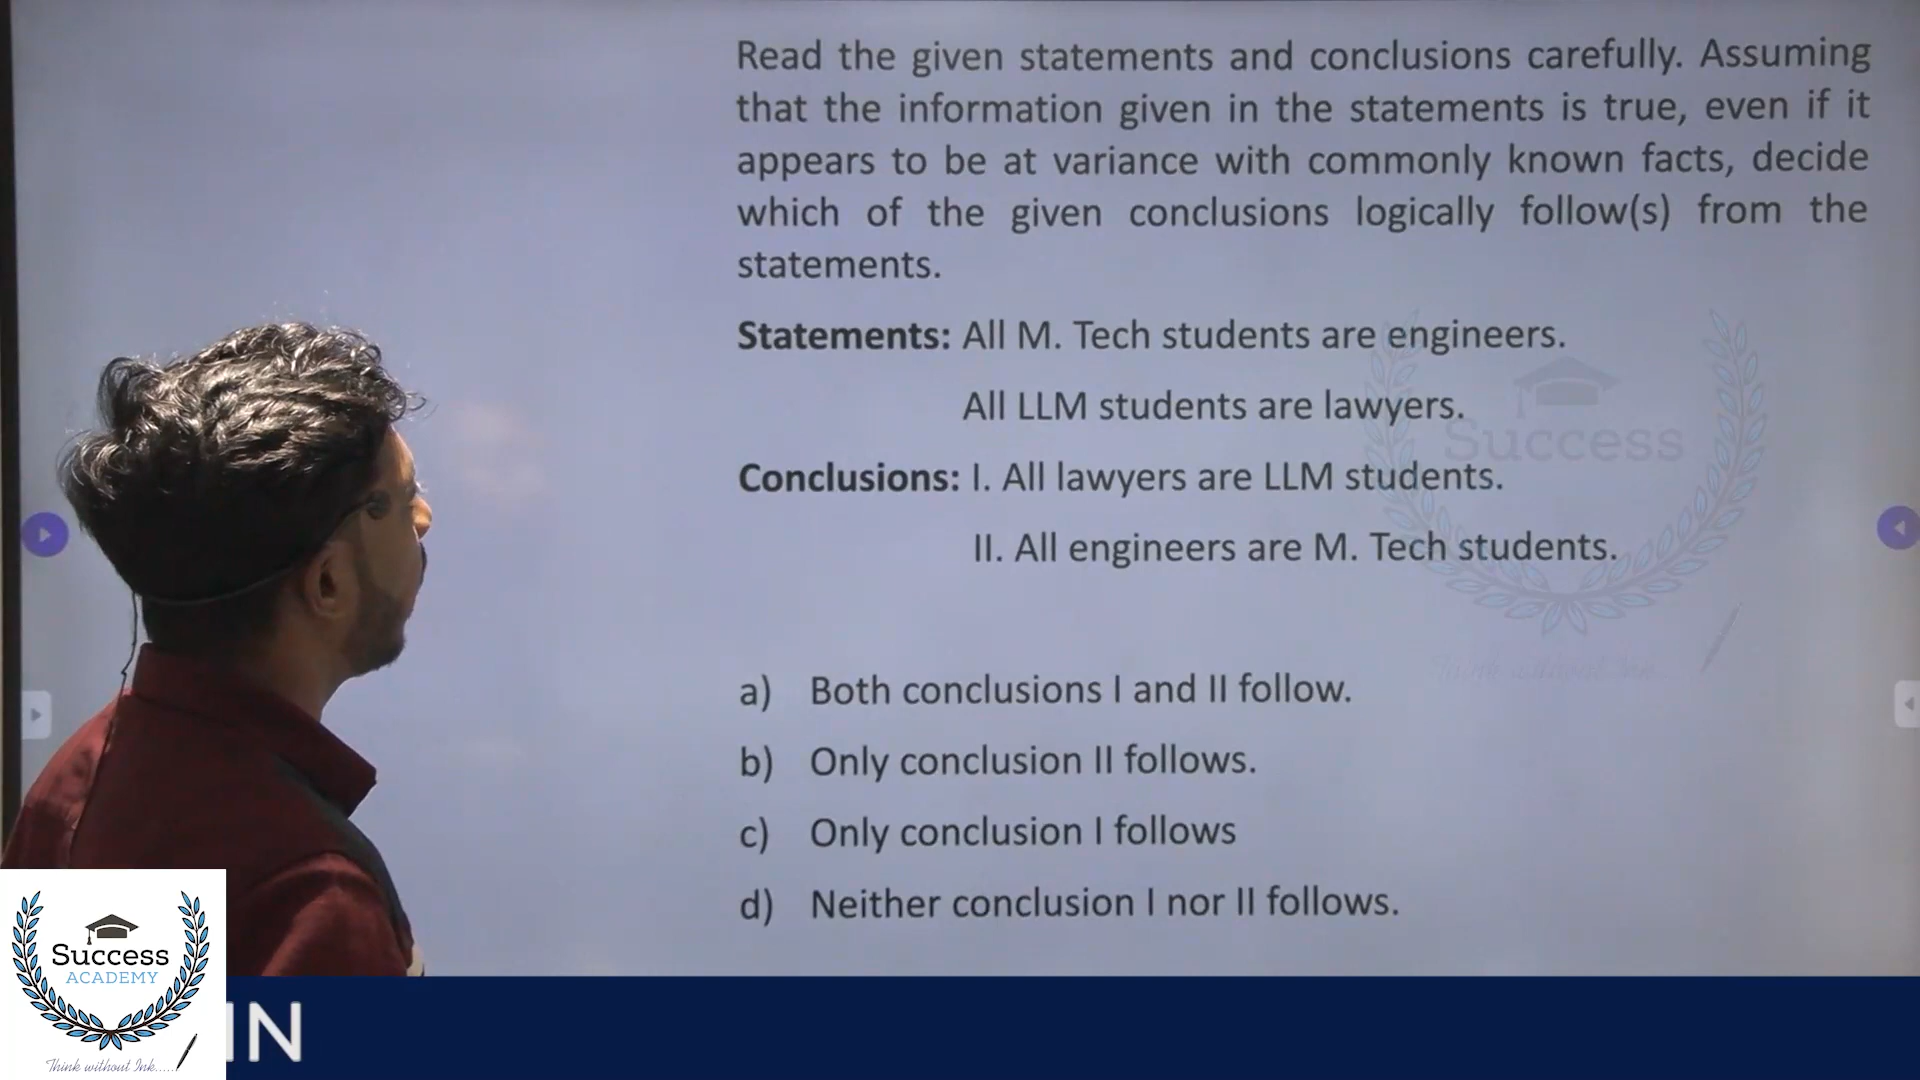 Read the given statements and conclusions carefully. Assuming
that the information given in the statements is true, even if it
appears to be at variance with commonly known facts, decide
which of the given conclusions logically follow(s) from the
statements.
Statements: All M. Tech students are engineers.
All LLM students are lawyers.
Success
Conclusions: I. All lawyers are LLM students.
II. All engineers are M. Tech students.
a) Both conclusions I and II follow.
b) Only conclusion II follows.
c) Only conclusion I follows
d) Neither conclusion I nor II follows.
Success
ACADEMY
Think without Ink.....
IN